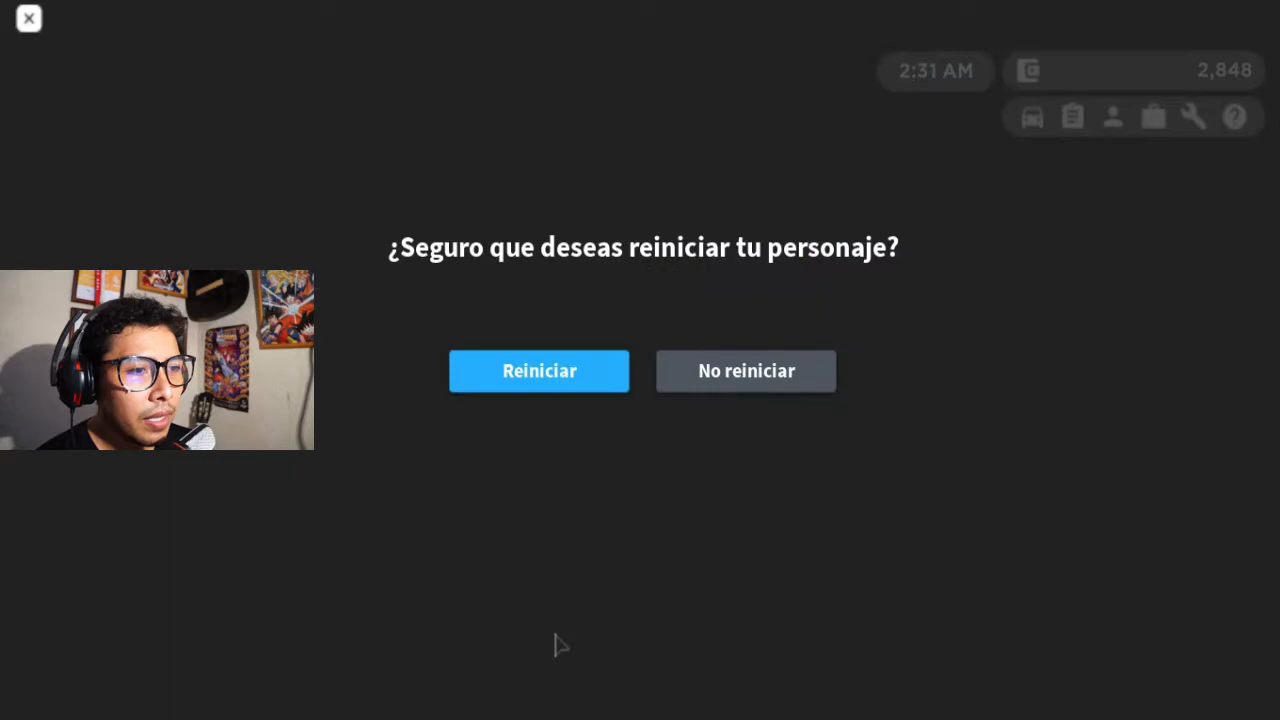 2:31 AM
2,848
¿Seguro que deseas reiniciar tu personaje?
Reiniciar
No reiniciar